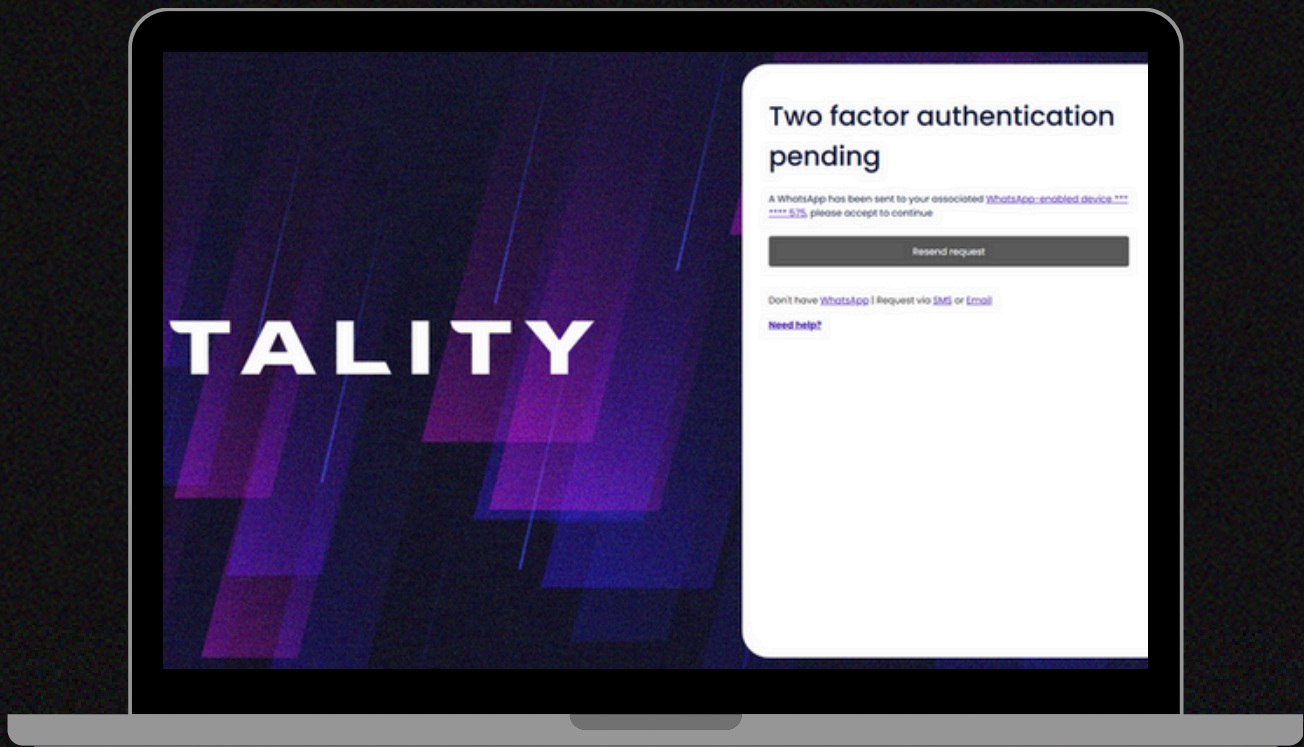 TALITY
Two factor authentication
pending
A WhatsApp has been sent to your associated WhatsApp-enabled device ***
**** 575, please accept to continue
Resend request
Don't have WhatsApp | Request via SMS or Email
Need help?